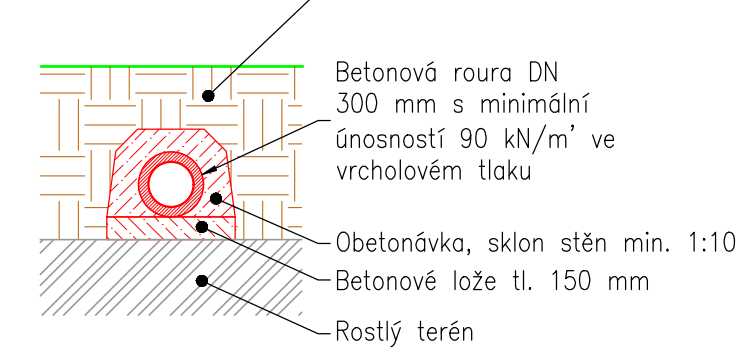 Betonová roura DN
300 mm s minimální
únosností 90 kN/m' ve
vrcholovém tlaku
Obetonávka, sklon stěn min. 1:10
Betonové lože tl. 150 mm
Rostlý terén